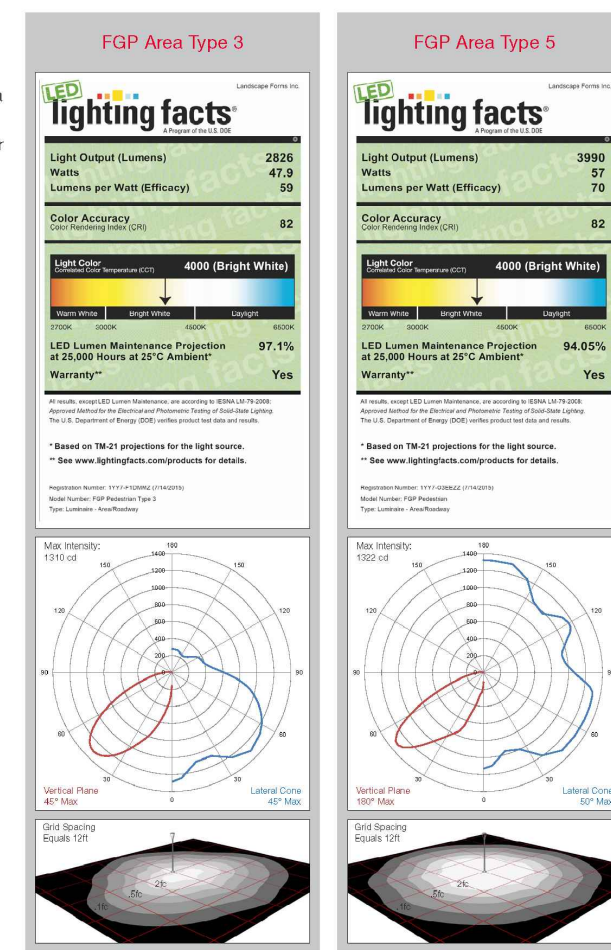 FGP Area Type 3
Landscape Forms Inc.
LED
lighting facts®
A Program of the U.S. DOE
Light Output (Lumens) 2826
Watts 47.9
Lumens per Watt (Efficacy) 59
Color Accuracy
Color Rendering Index (CRI) 82
Light Color
Correlated Color Temperature (CCT) 4000 (Bright White)
Warm White Bright White Daylight
2700K 3000K 4500K 6500K
LED Lumen Maintenance Projection
at 25,000 Hours at 25°C Ambient* 97.1%
Warranty** Yes
All results, except LED Lumen Maintenance, are according to IESNA LM-79-2008:
Approved Method for the Electrical and Photometric Testing of Solid-State Lighting.
The U.S. Department of Energy (DOE) verifies product test data and results.
* Based on TM-21 projections for the light source.
** See www.lightingfacts.com/products for details.
Registration Number: 1YY7-F1DMRZ (7/14/2015)
Model Number: FGP Pedestrian Type 3
Type: Luminaire - Area/Roadway
Max Intensity:
1310 cd
180
150 150
120 120
90 90
60 60
30 30
0
1400
1200
1000
800
600
400
200
0
Vertical Plane
45° Max
Lateral Cone
45° Max
Grid Spacing
Equals 12ft
2fc
.5fc
.1fc
FGP Area Type 5
Landscape Forms Inc.
LED
lighting facts®
A Program of the U.S. DOE
Light Output (Lumens) 3990
Watts 57
Lumens per Watt (Efficacy) 70
Color Accuracy
Color Rendering Index (CRI) 82
Light Color
Correlated Color Temperature (CCT) 4000 (Bright White)
Warm White Bright White Daylight
2700K 3000K 4500K 6500K
LED Lumen Maintenance Projection
at 25,000 Hours at 25°C Ambient* 94.05%
Warranty** Yes
All results, except LED Lumen Maintenance, are according to IESNA LM-79-2008:
Approved Method for the Electrical and Photometric Testing of Solid-State Lighting.
The U.S. Department of Energy (DOE) verifies product test data and results.
* Based on TM-21 projections for the light source.
** See www.lightingfacts.com/products for details.
Registration Number: (7/14/2015)
Model Number: FGP Pedestrian
Type: Luminaire - Area/Roadway
Max Intensity:
1322 cd
180
150 150
120 120
90
60 60
30 30
0
1400
1200
1000
800
600
400
200
0
Vertical Plane
180° Max
Lateral Cone
50° Max
Grid Spacing
Equals 12ft
2fc
.5fc
.1fc